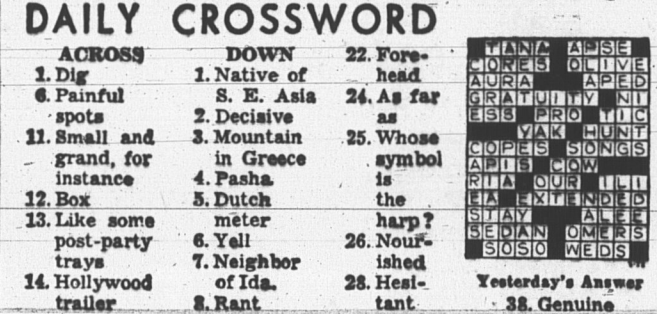 DAILY CROSSWORD
ACROSS
1. Dig
6. Painful
spots
11. Small and
grand, for
instance
12. Box
13. Like some
post-party
trays
14. Hollywood
trailer
DOWN
1. Native of
S. E. Asia
2. Decisive
3. Mountain
in Greece
4. Pasha
5. Dutch
meter
6. Yell
7. Neighbor
of Ida.
8. Rant
22. Fore-
head
24. As far
as
25. Whose
symbol
is
the
harp?
26. Nour-
ished
28. Hesi-
tant
TANA APSE
CORES OLIVE
AURA APED
GRATUITY NI
ESS PRO TIC
YAK HUNT
COPES SONGS
APIS COW
RIA OUR ILI
EA EXTENDED
STAY ALEE
SEDAN OMERS
SOSO WEDS
Yesterday's Answer
38. Genuine